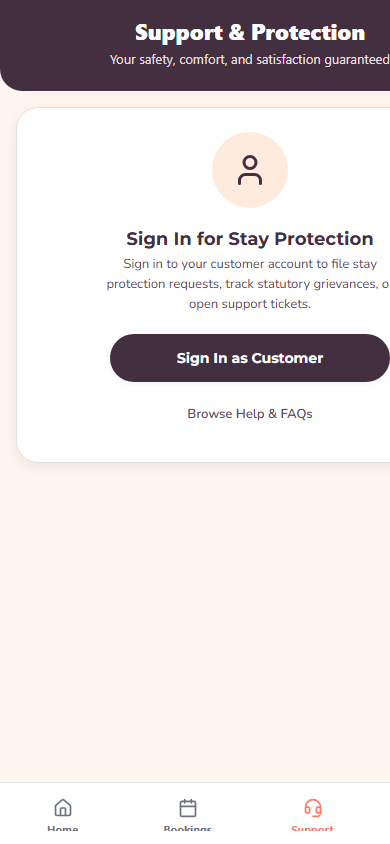 Support & Protection
Your safety, comfort, and satisfaction guaranteed
Sign In for Stay Protection
Sign in to your customer account to file stay
protection requests, track statutory grievances, o
open support tickets.
Sign In as Customer
Browse Help & FAQs
Home
Bookings
Support